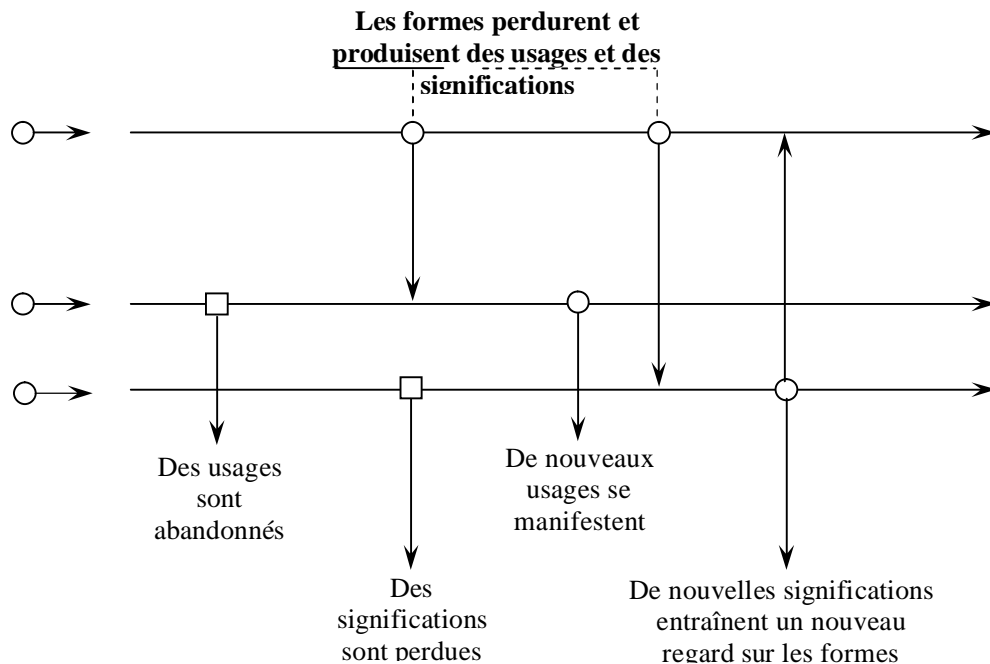 Les formes perdurent et
produisent des usages et des
significations
Des usages
sont
abandonnés
De nouveaux
usages se
manifestent
Des
significations
sont perdues
De nouvelles significations
entraînent un nouveau
regard sur les formes